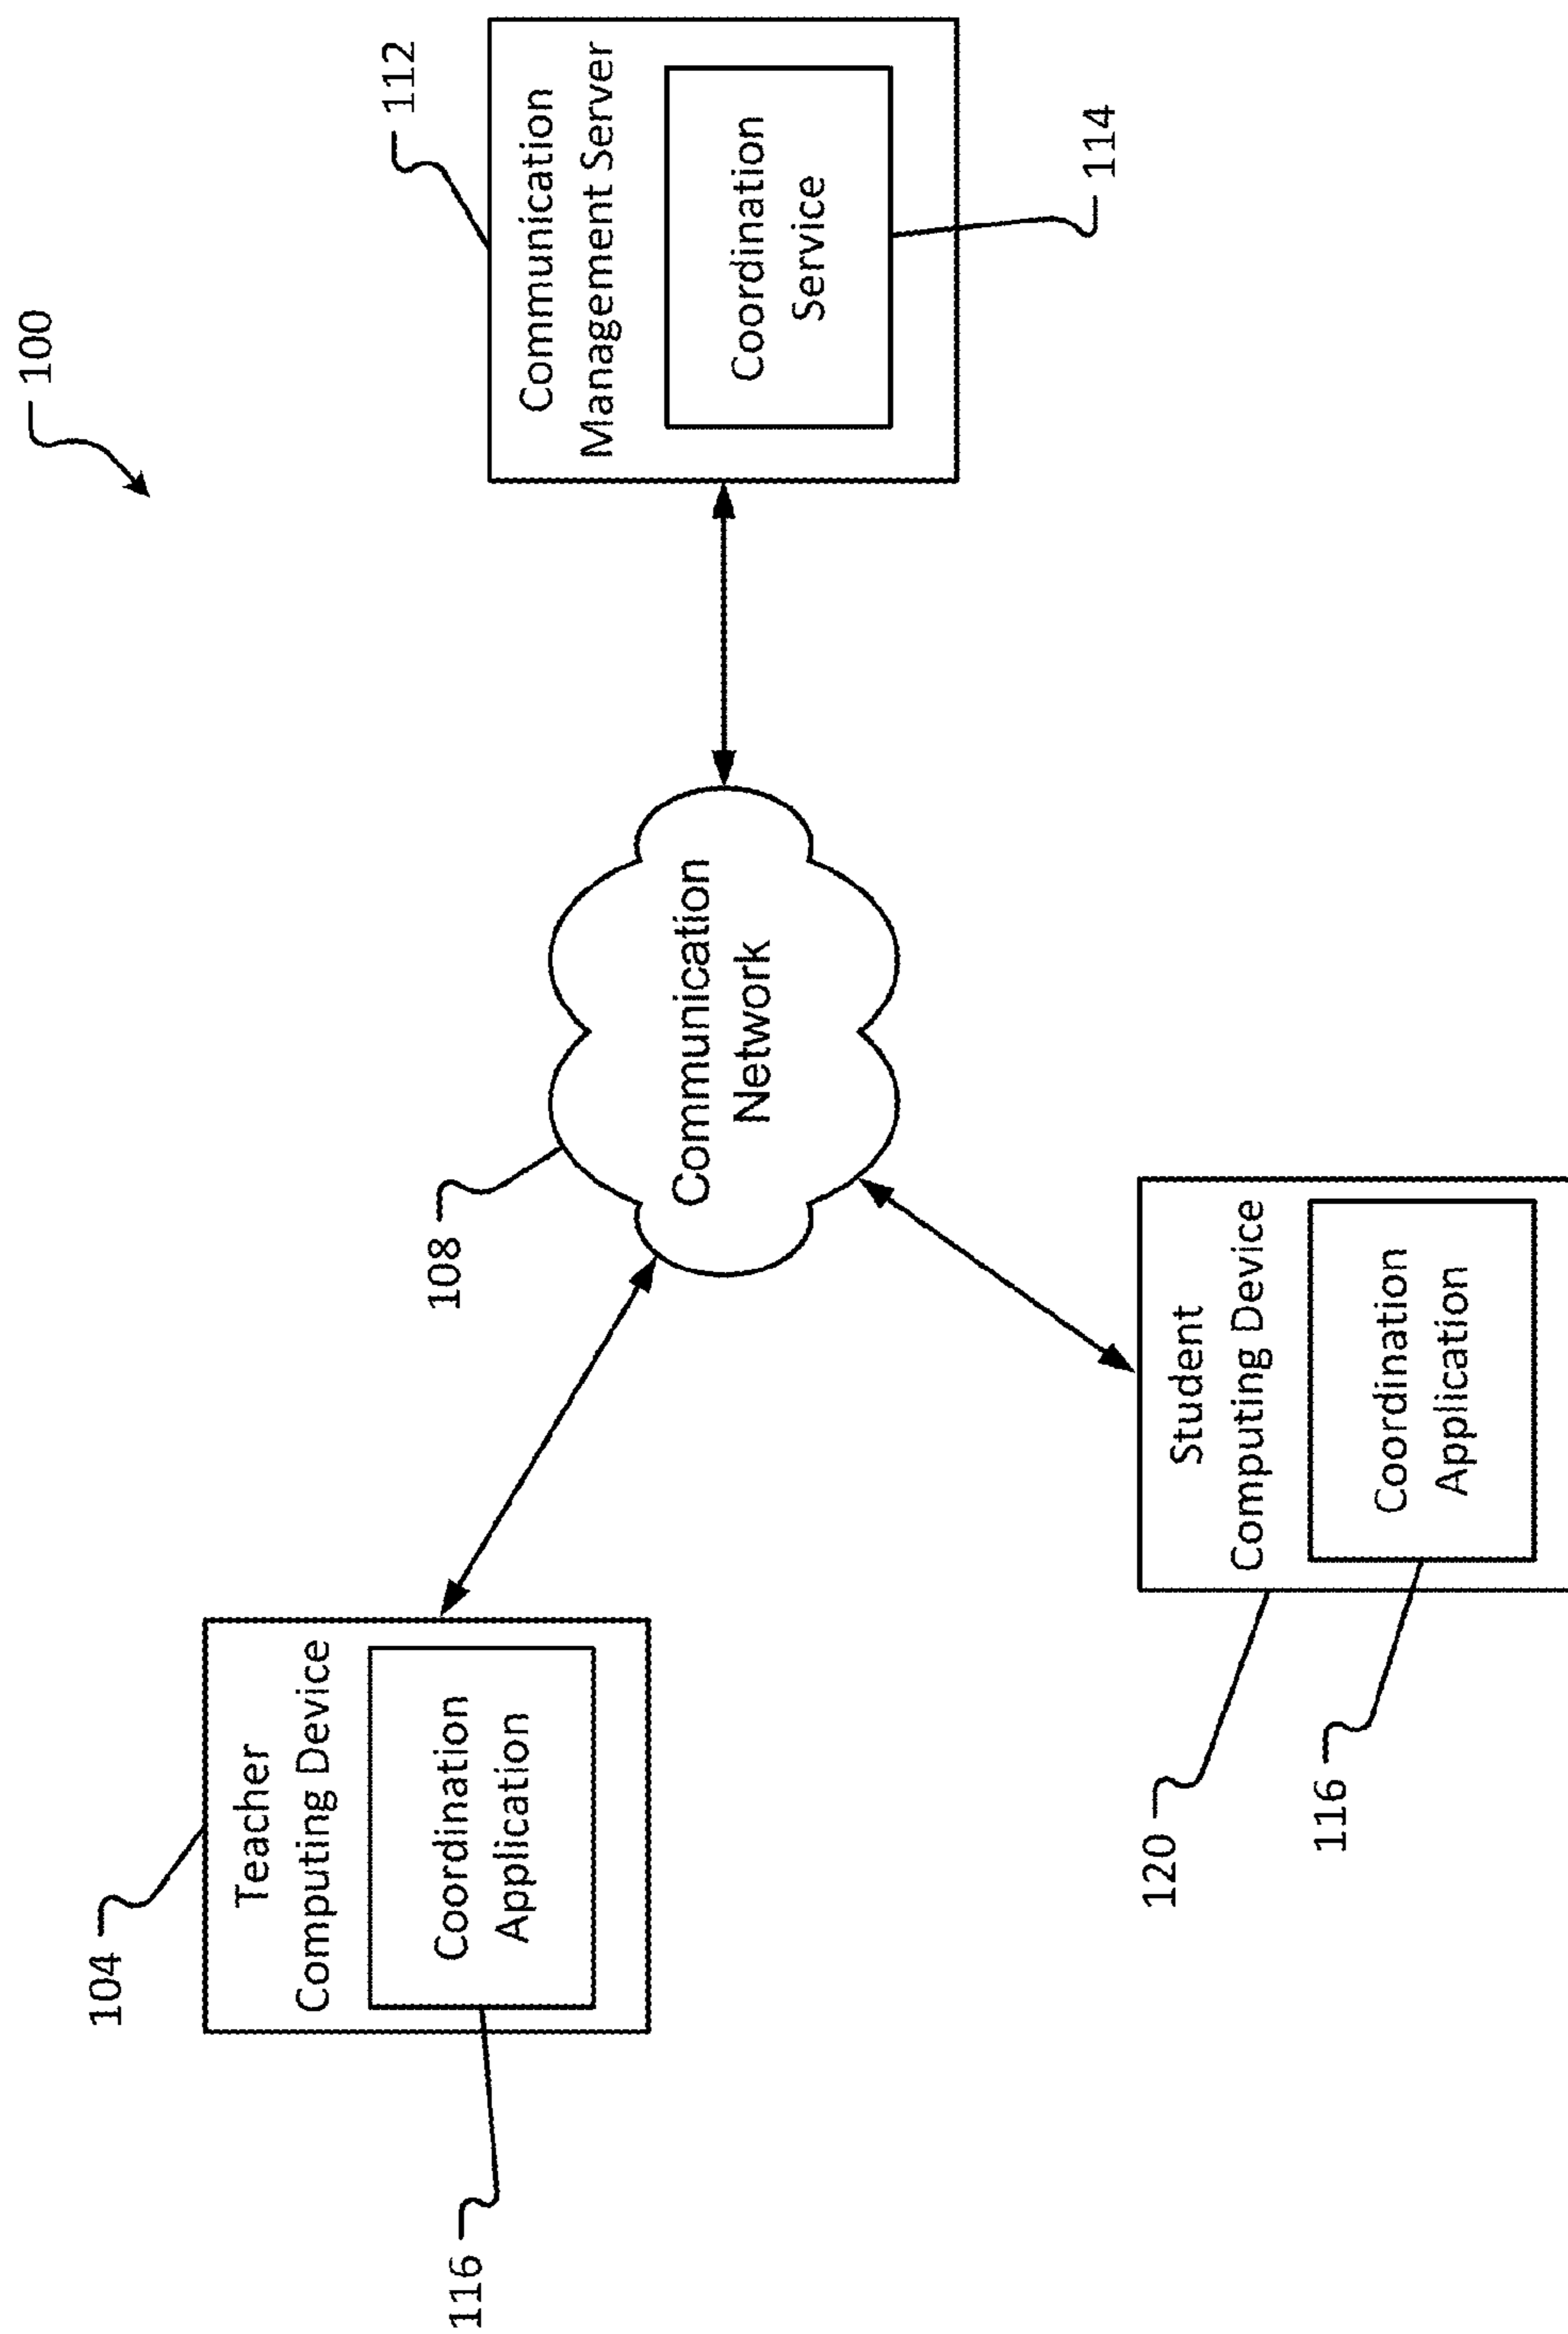 100
104
Teacher
Computing Device
Coordination
Application
116
108
Communication
Network
112
Communication
Management Server
Coordination
Service
114
Student
Computing Device
Coordination
Application
120
116